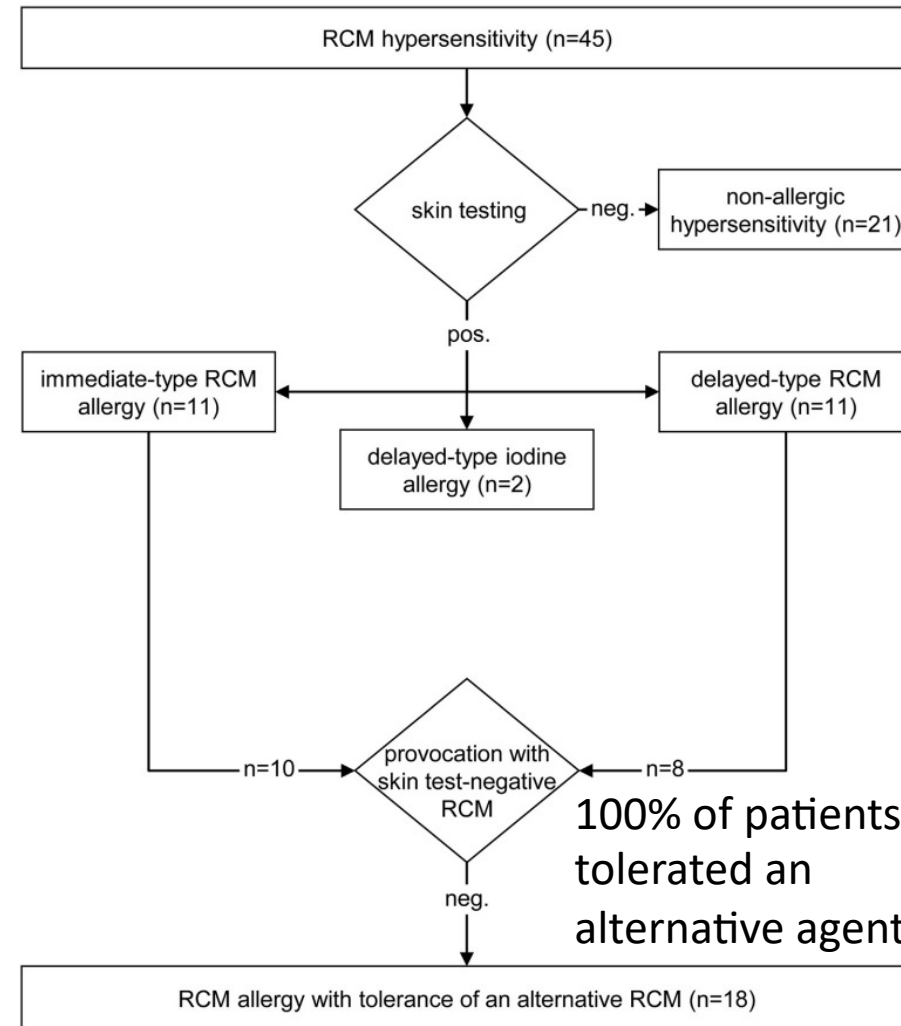 RCM hypersensitivity (n=45)
skin testing
neg.
non-allergic
hypersensitivity (n=21)
pos.
immediate-type RCM
allergy (n=11)
delayed-type RCM
allergy (n=11)
delayed-type iodine
allergy (n=2)
n=10
provocation with
skin test-negative
RCM
n=8
100% of patients
tolerated an
alternative agent
neg.
RCM allergy with tolerance of an alternative RCM (n=18)